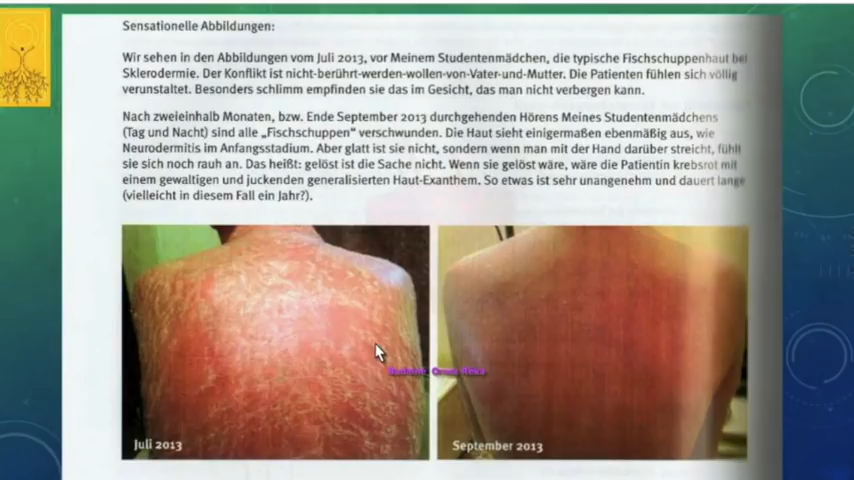 Sensationelle Abbildungen:
Wir sehen in den Abbildungen vom Juli 2013, vor Meinem Studentenmädchen, die typische Fischschuppenhaut bei
Sklerodermie. Der Konflikt ist nicht-berührt-werden-wollen-von-Vater-und-Mutter. Die Patienten fühlen sich völlig
verunstaltet. Besonders schlimm empfinden sie das im Gesicht, das man nicht verbergen kann.
Nach zweieinhalb Monaten, bzw. Ende September 2013 durchgehenden Hörens Meines Studentenmädchens
(Tag und Nacht) sind alle „Fischschuppen" verschwunden. Die Haut sieht einigermaßen ebenmäßig aus, wie
Neurodermitis im Anfangsstadium. Aber glatt ist sie nicht, sondern wenn man mit der Hand darüber streicht, fühlt
sie sich noch rauh an. Das heißt: gelöst ist die Sache nicht. Wenn sie gelöst wäre, wäre die Patientin krebsrot mit
einem gewaltigen und juckenden generalisierten Haut-Exanthem. So etwas ist sehr unangenehm und dauert lange
(vielleicht in diesem Fall ein Jahr?).
Juli 2013
September 2013